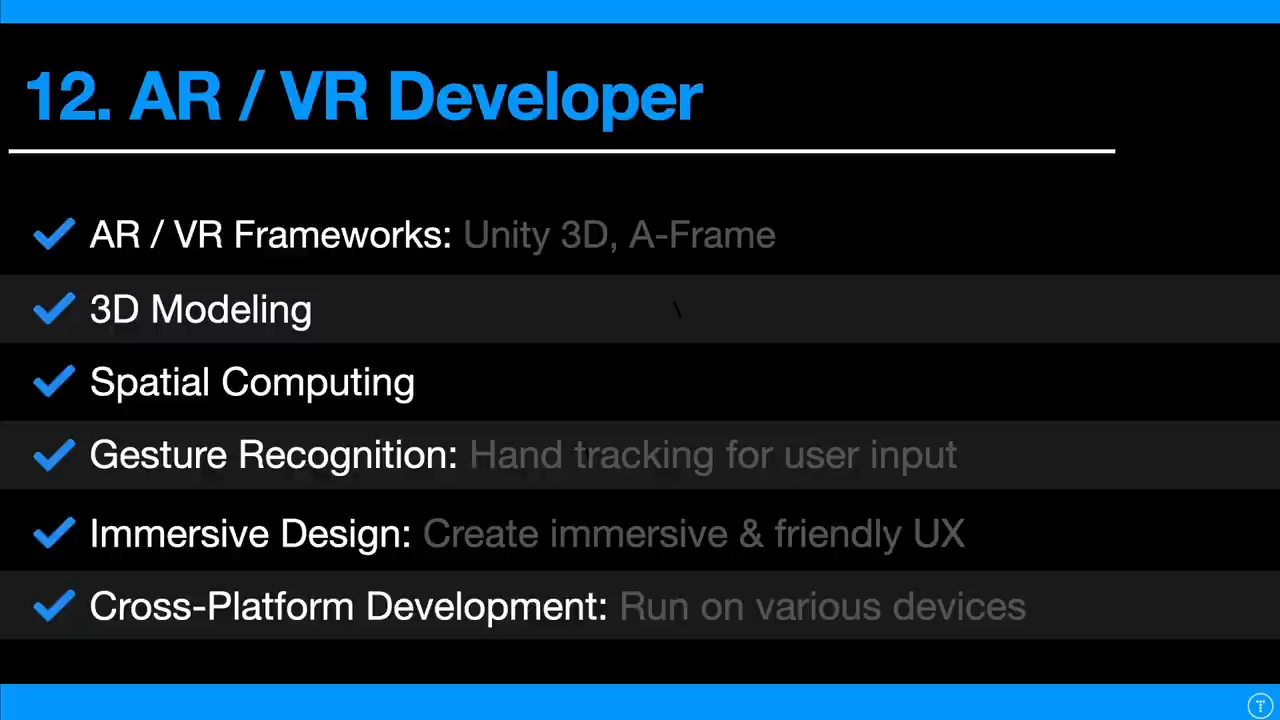 12. AR / VR Developer
AR / VR Frameworks: Unity 3D, A-Frame
3D Modeling
\
Spatial Computing
Gesture Recognition: Hand tracking for user input
Immersive Design: Create immersive & friendly UX
Cross-Platform Development: Run on various devices
T